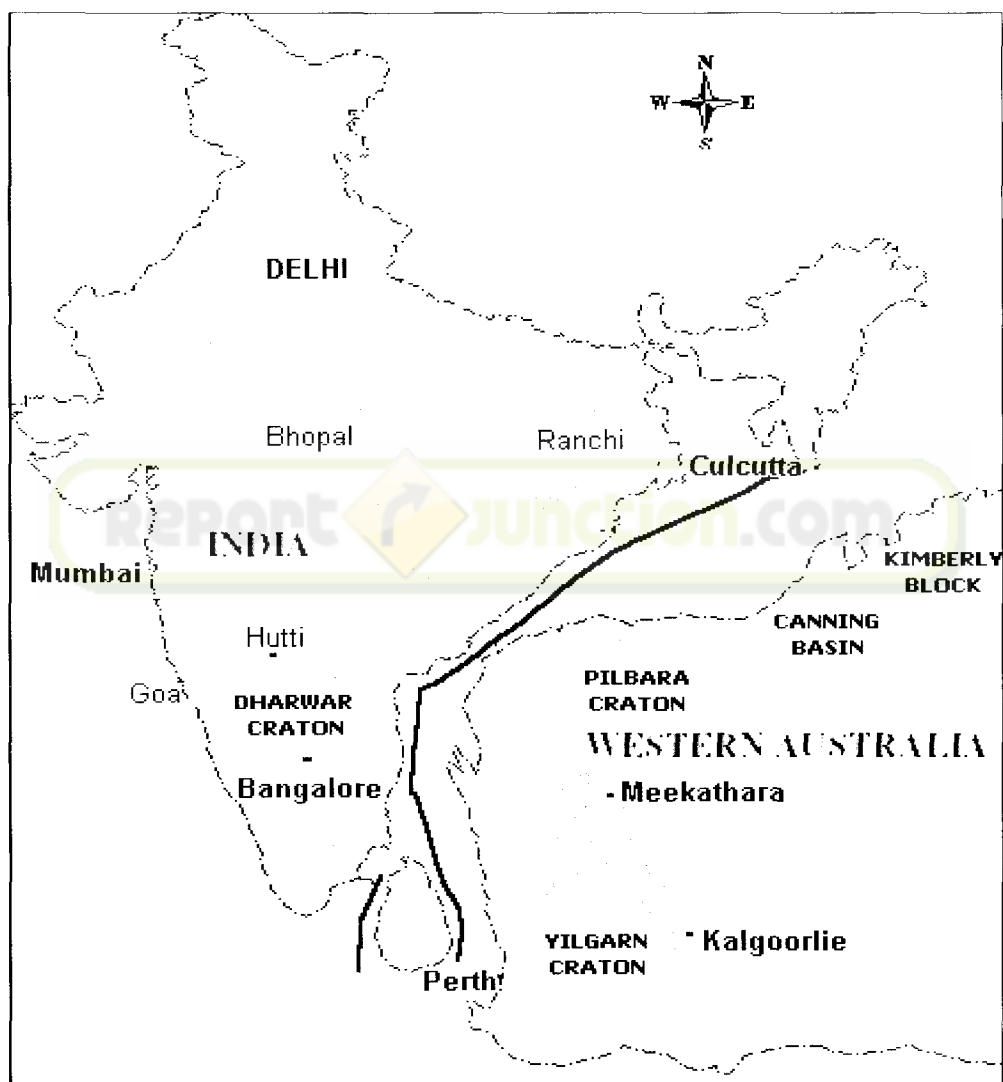 N
W E
S
DELHI
Bhopal
Ranchi
Culcutta
RePORT JUNCTION.COM
INDIA
Mumbai
KIMBERLY
BLOCK
CANNING
BASIN
Hutti
Goa
DHARWAR
CRATON
PILBARA
CRATON
WESTERN AUSTRALIA
Bangalore
Meekathara
YILGARN
CRATON
Kalgoorlie
Perth